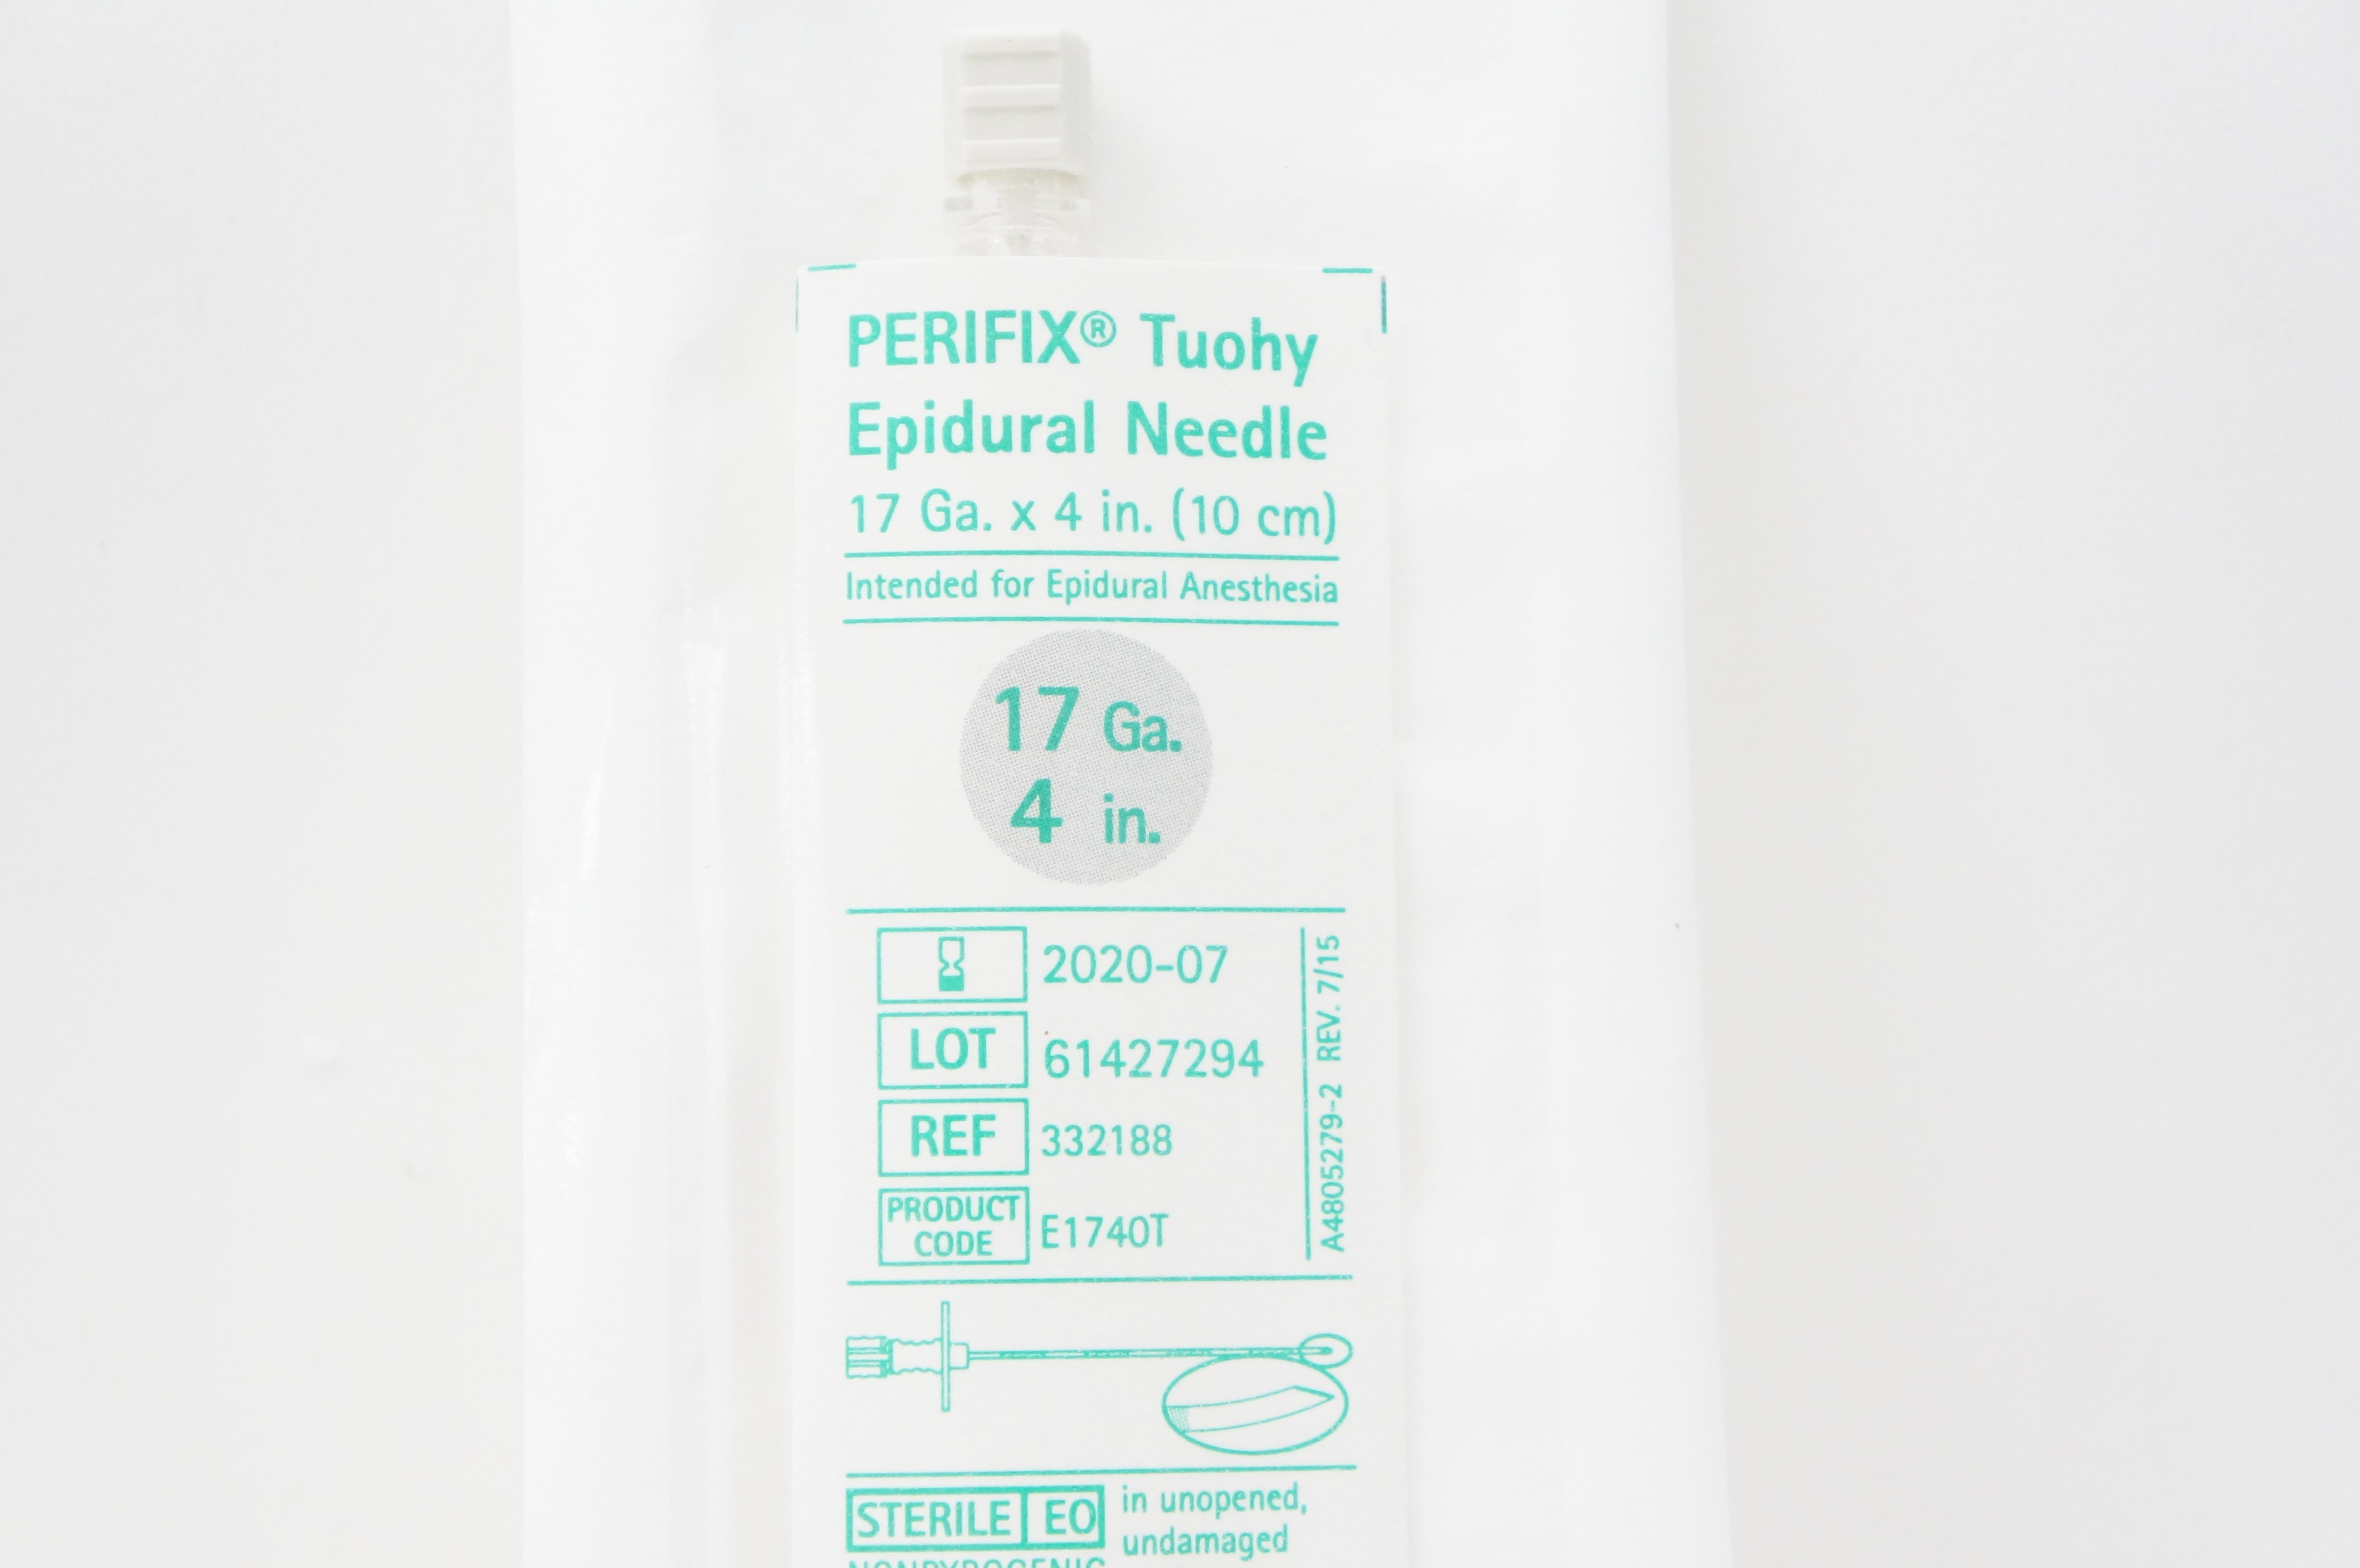 PERIFIX® Tuohy
Epidural Needle
17 Ga. x 4 in. (10 cm)
Intended for Epidural Anesthesia
17 Ga.
4 in.
2020-07
LOT 61427294
REF 332188
PRODUCT
CODE E1740T
A4805279-2 REV. 7/15
STERILE EO in unopened,
undamaged
NONPYROGENIC